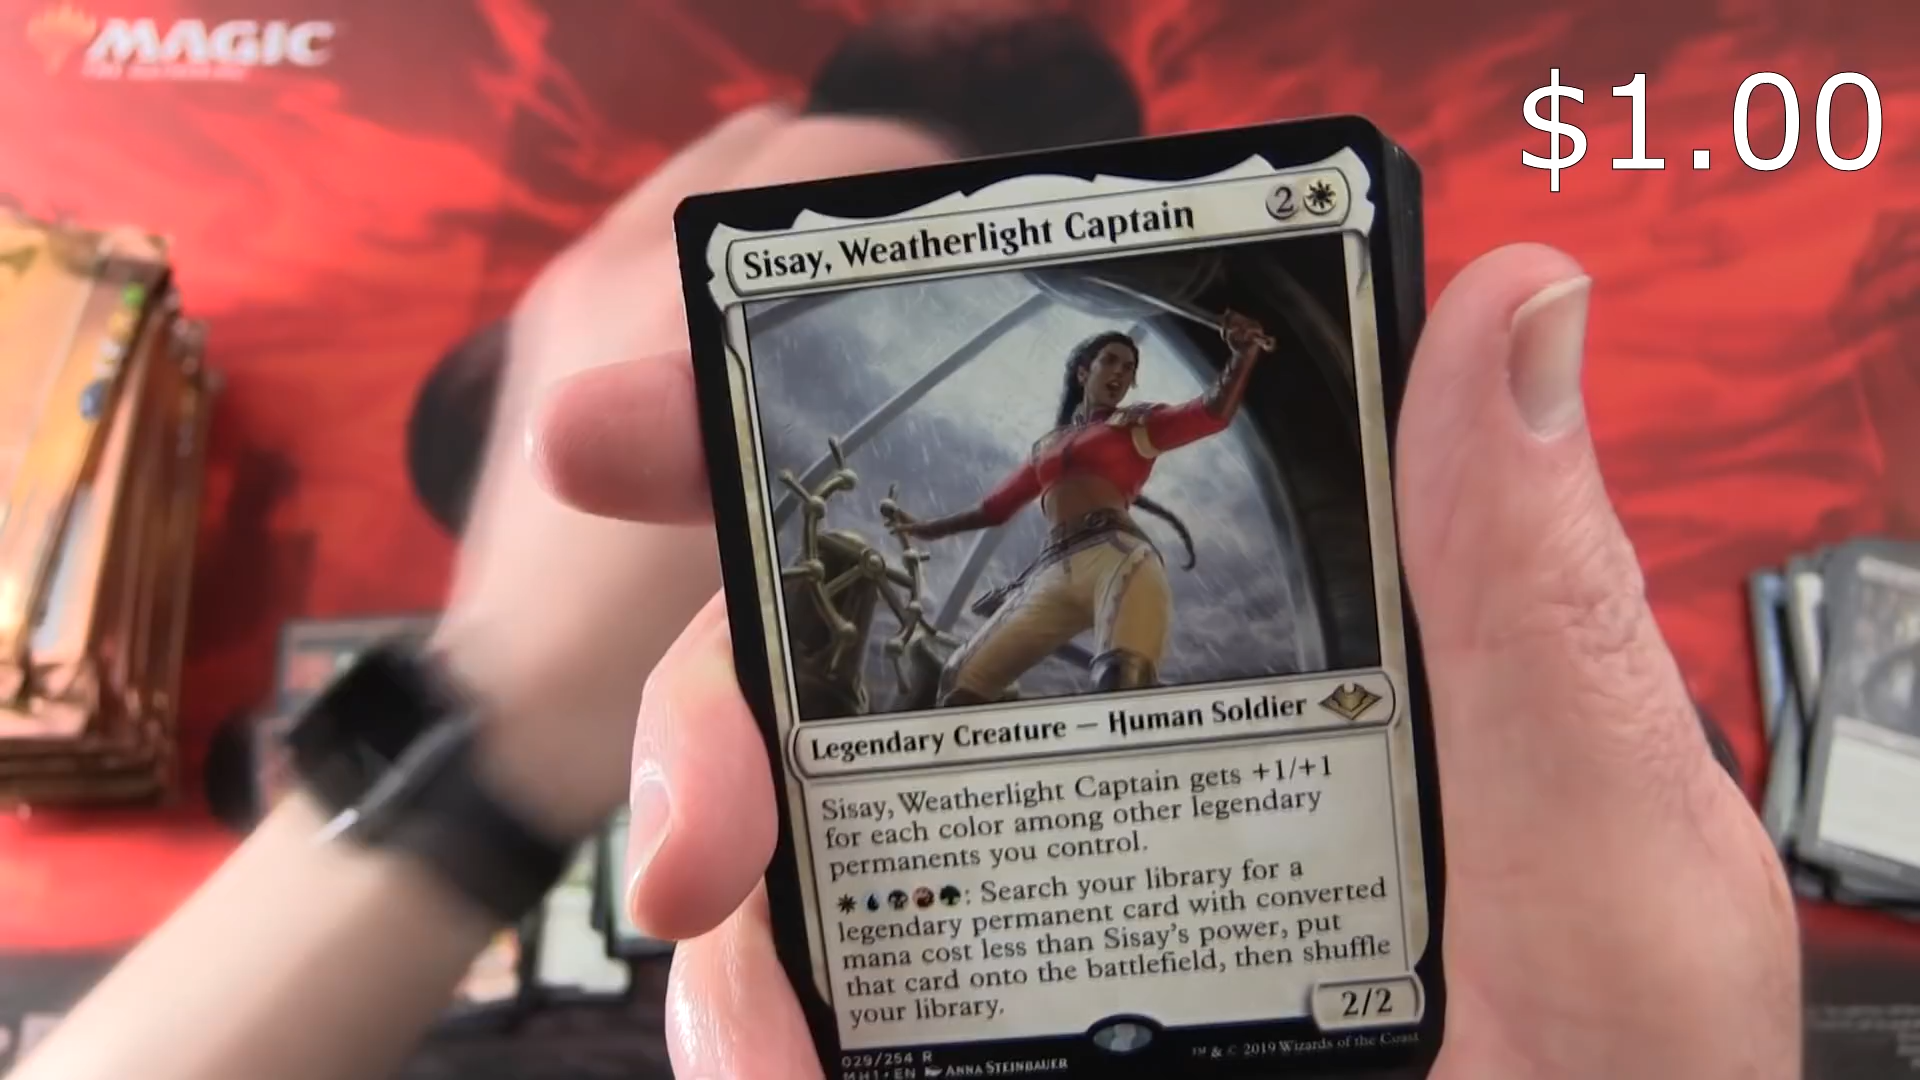 MAGIC
$1.00
Sisay, Weatherlight Captain 2
Legendary Creature — Human Soldier
Sisay, Weatherlight Captain gets +1/+1
for each color among other legendary
permanents you control.
: Search your library for a
legendary permanent card with converted
mana cost less than Sisay's power, put
that card onto the battlefield, then shuffle
your library.
2/2
029/254 R
MH1 • EN ANNA STEINBAUER
™ & © 2019 Wizards of the Coast